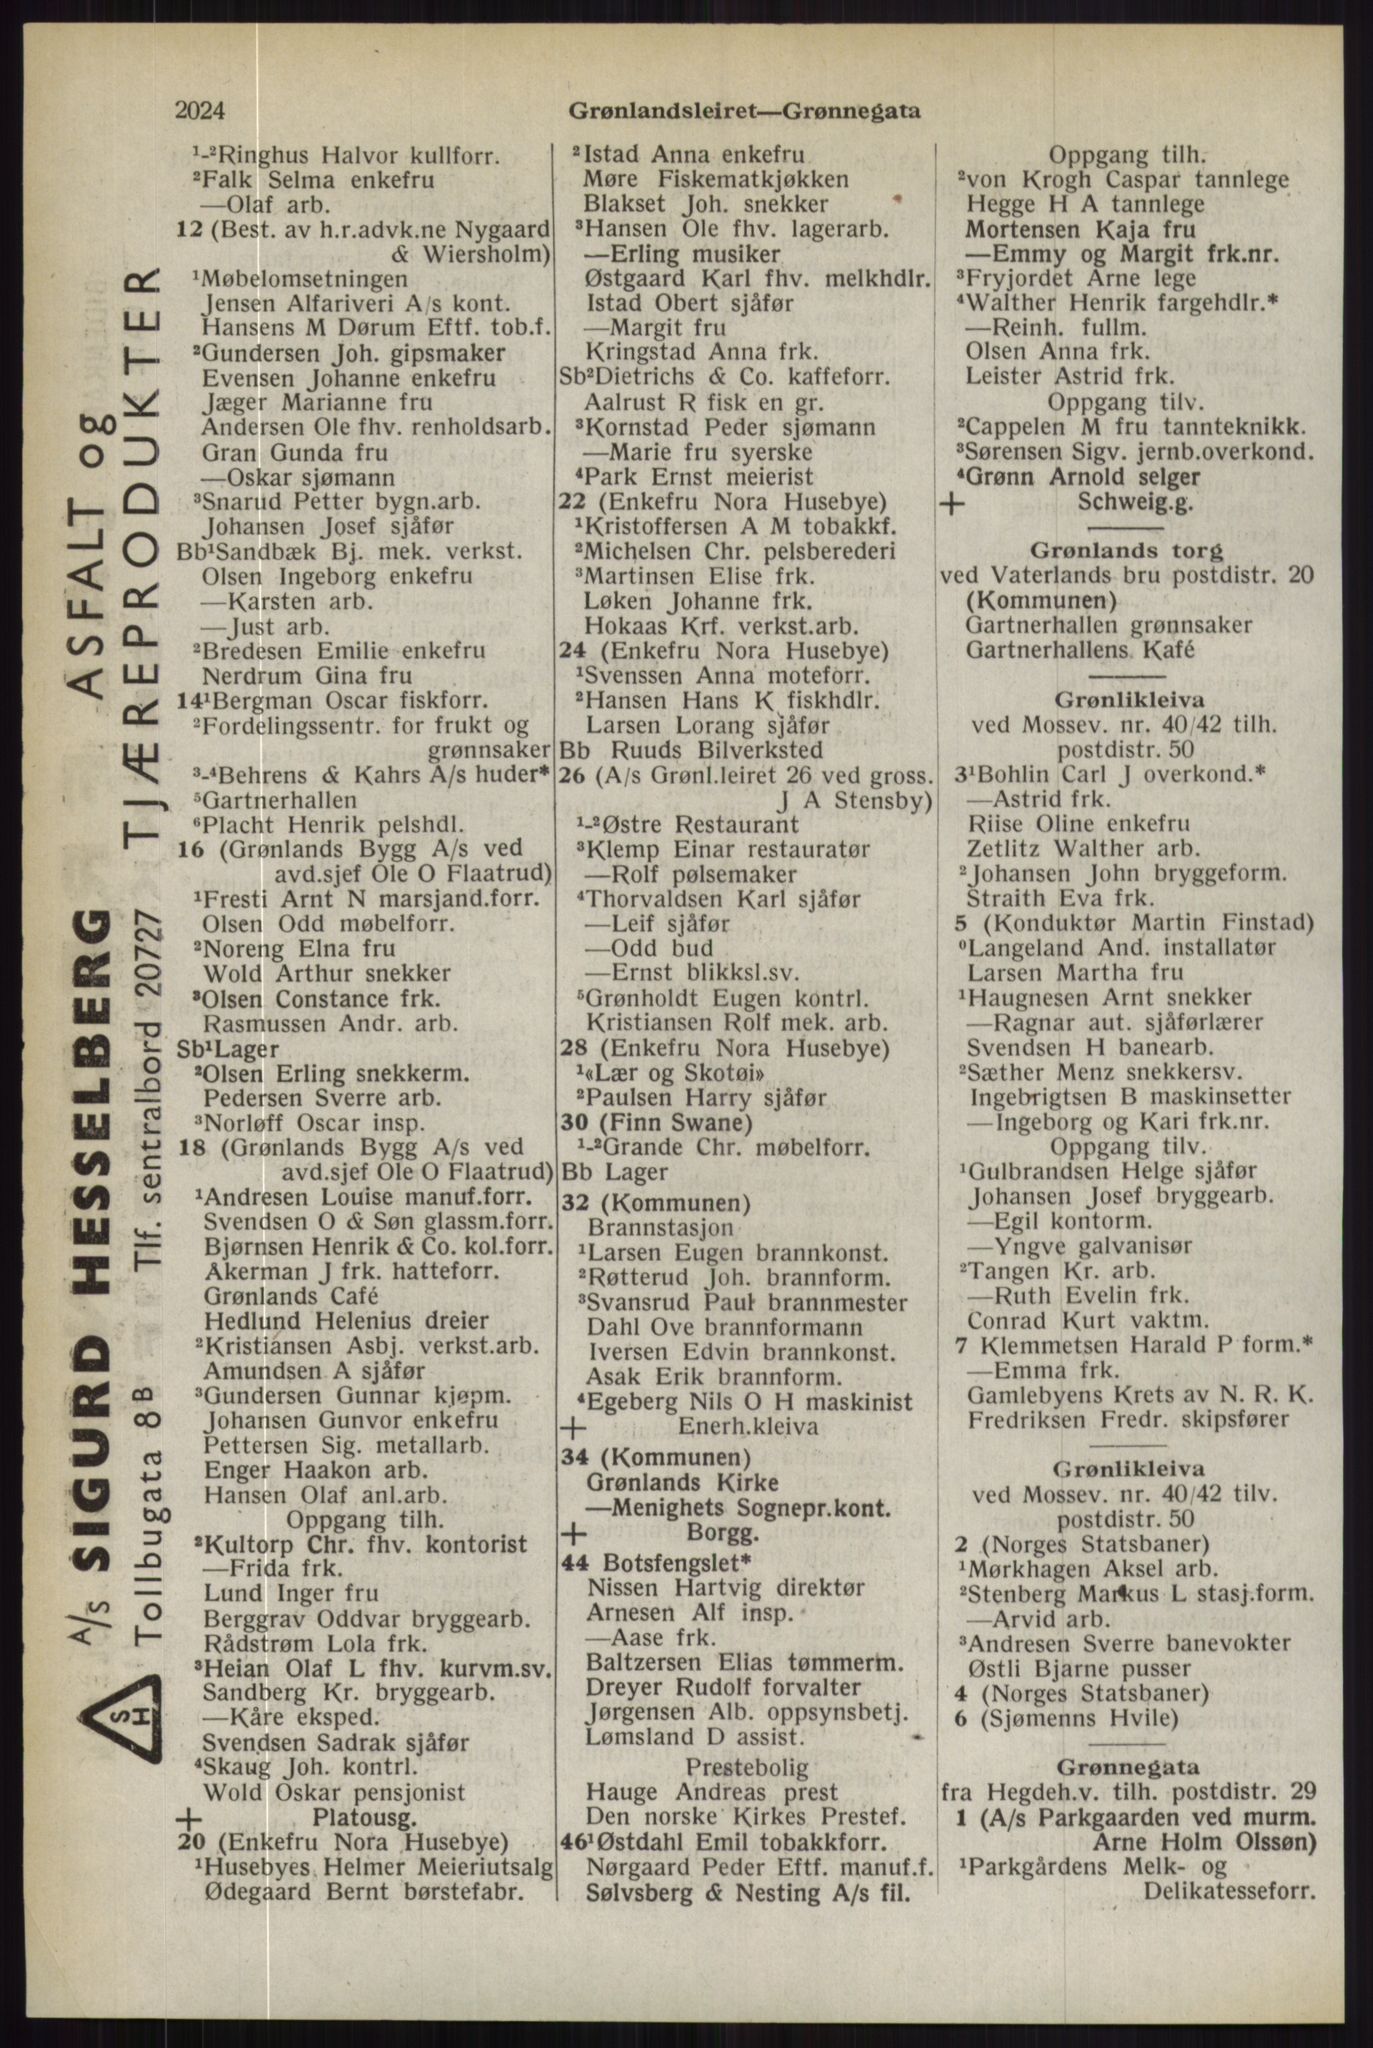 2024
Grønlandsleiret—Grønnegata
¹-²Ringhus Halvor kullforr.
²Falk Selma enkefru
—Olaf arb.
12 (Best. av h.r.advk.ne Nygaard
& Wiersholm)
¹Møbelomsetningen
Jensen Alfariveri A/s kont.
Hansens M Dørum Eftf. tob.f.
²Gundersen Joh. gipsmaker
Evensen Johanne enkefru
Jæger Marianne fru
Andersen Ole fhv. renholdsarb.
Gran Gunda fru
—Oskar sjømann
³Snarud Petter bygn.arb.
Johansen Josef sjåfør
Bb¹Sandbæk Bj. mek. verkst.
Olsen Ingeborg enkefru
—Karsten arb.
—Just arb.
²Bredesen Emilie enkefru
Nerdrum Gina fru
14¹Bergman Oscar fiskforr.
²Fordelingssentr. for frukt og
grønnsaker
³-⁴Behrens & Kahrs A/s huder*
⁵Gartnerhallen
⁶Placht Henrik pelshdl.
16 (Grønlands Bygg A/s ved
avd.sjef Ole O Flaatrud)
¹Fresti Arnt N marsjand.forr.
Olsen Odd møbelforr.
²Noreng Elna fru
Wold Arthur snekker
³Olsen Constance frk.
Rasmussen Andr. arb.
Sb¹Lager
²Olsen Erling snekkerm.
Pedersen Sverre arb.
³Norløff Oscar insp.
18 (Grønlands Bygg A/s ved
avd.sjef Ole O Flaatrud)
¹Andresen Louise manuf.forr.
Svendsen O & Søn glassm.forr.
Bjørnsen Henrik & Co. kol.forr.
Åkerman J frk. hatteforr.
Grønlands Café
Hedlund Helenius dreier
²Kristiansen Asbj. verkst.arb.
Amundsen A sjåfør
³Gundersen Gunnar kjøpm.
Johansen Gunvor enkefru
Pettersen Sig. metallarb.
Enger Haakon arb.
Hansen Olaf anl.arb.
Oppgang tilh.
²Kultorp Chr. fhv. kontorist
—Frida frk.
Lund Inger fru
Berggrav Oddvar bryggearb.
Rådstrøm Lola frk.
³Heian Olaf L fhv. kurvm.sv.
Sandberg Kr. bryggearb.
—Kåre eksped.
Svendsen Sadrak sjåfør
⁴Skaug Joh. kontrl.
Wold Oskar pensjonist
+ Platousg.
20 (Enkefru Nora Husebye)
¹Husebyes Helmer Meieriutsalg
Ødegaard Bernt børstefabr.
²Istad Anna enkefru
Møre Fiskematkjøkken
Blakset Joh. snekker
³Hansen Ole fhv. lagerarb.
—Erling musiker
Østgaard Karl fhv. melkhdlr.
Istad Obert sjåfør
—Margit fru
Kringstad Anna frk.
Sb²Dietrichs & Co. kaffeforr.
Aalrust R fisk en gr.
³Kornstad Peder sjømann
—Marie fru syerske
⁴Park Ernst meierist
22 (Enkefru Nora Husebye)
¹Kristoffersen A M tobakkf.
²Michelsen Chr. pelsberederi
³Martinsen Elise frk.
Løken Johanne frk.
Hokaas Krf. verkst.arb.
24 (Enkefru Nora Husebye)
¹Svenssen Anna moteforr.
²Hansen Hans K fiskhdlr.
Larsen Lorang sjåfør
Bb Ruuds Bilverksted
26 (A/s Grønl.leiret 26 ved gross.
J A Stensby)
¹-²Østre Restaurant
³Klemp Einar restauratør
—Rolf pølsemaker
⁴Thorvaldsen Karl sjåfør
—Leif sjåfør
—Odd bud
—Ernst blikksl.sv.
⁵Grønholdt Eugen kontrl.
Kristiansen Rolf mek. arb.
28 (Enkefru Nora Husebye)
¹«Lær og Skotøi»
²Paulsen Harry sjåfør
30 (Finn Swane)
¹-²Grande Chr. møbelforr.
Bb Lager
32 (Kommunen)
Brannstasjon
¹Larsen Eugen brannkonst.
²Røtterud Joh. brannform.
³Svansrud Paul brannmester
Dahl Ove brannformann
Iversen Edvin brannkonst.
Asak Erik brannform.
⁴Egeberg Nils O H maskinist
+ Enerh.kleiva
34 (Kommunen)
Grønlands Kirke
—Menighets Sognepr.kont.
+ Borgg.
44 Botsfengslet*
Nissen Hartvig direktør
Arnesen Alf insp.
—Aase frk.
Baltzersen Elias tømmerm.
Dreyer Rudolf forvalter
Jørgensen Alb. oppsynsbetj.
Lømsland D assist.
Prestebolig
Hauge Andreas prest
Den norske Kirkes Prestef.
46¹Østdahl Emil tobakkforr.
Nørgaard Peder Eftf. manuf.f.
Sølvsberg & Nesting A/s fil.
Oppgang tilh.
²von Krogh Caspar tannlege
Hegge H A tannlege
Mortensen Kaja fru
—Emmy og Margit frk.nr.
³Fryjordet Arne lege
⁴Walther Henrik fargehdlr.*
—Reinh. fullm.
Olsen Anna frk.
Leister Astrid frk.
Oppgang tilv.
²Cappelen M fru tannteknikk.
³Sørensen Sigv. jernb.overkond.
⁴Grønn Arnold selger
+ Schweig.g.
Grønlands torg
ved Vaterlands bru postdistr. 20
(Kommunen)
Gartnerhallen grønnsaker
Gartnerhallens Kafé
Grønlikleiva
ved Mossev. nr. 40/42 tilh.
postdistr. 50
3¹Bohlin Carl J overkond.*
—Astrid frk.
Riise Oline enkefru
Zetlitz Walther arb.
²Johansen John bryggeform.
Straith Eva frk.
5 (Konduktør Martin Finstad)
⁰Langeland And. installatør
Larsen Martha fru
¹Haugnesen Arnt snekker
—Ragnar aut. sjåførlærer
Svendsen H banearb.
²Sæther Menz snekkersv.
Ingebrigtsen B maskinsetter
—Ingeborg og Kari frk.nr.
Oppgang tilv.
¹Gulbrandsen Helge sjåfør
Johansen Josef bryggearb.
—Egil kontorm.
—Yngve galvanisør
²Tangen Kr. arb.
—Ruth Evelin frk.
Conrad Kurt vaktm.
7 Klemmetsen Harald P form.*
—Emma frk.
Gamlebyens Krets av N. R. K.
Fredriksen Fredr. skipsfører
Grønlikleiva
ved Mossev. nr. 40/42 tilv.
postdistr. 50
2 (Norges Statsbaner)
¹Mørkhagen Aksel arb.
²Stenberg Markus L stasj.form.
—Arvid arb.
³Andresen Sverre banevokter
Østli Bjarne pusser
4 (Norges Statsbaner)
6 (Sjømenns Hvile)
Grønnegata
fra Hegdeh.v. tilh. postdistr. 29
1 (A/s Parkgaarden ved murm.
Arne Holm Olssøn)
¹Parkgårdens Melk- og
Delikatesseforr.
SH
A/s SIGURD HESSELBERG
Tollbugata 8B Tlf. sentralbord 20727
ASFALT og
TJÆREPRODUKTER